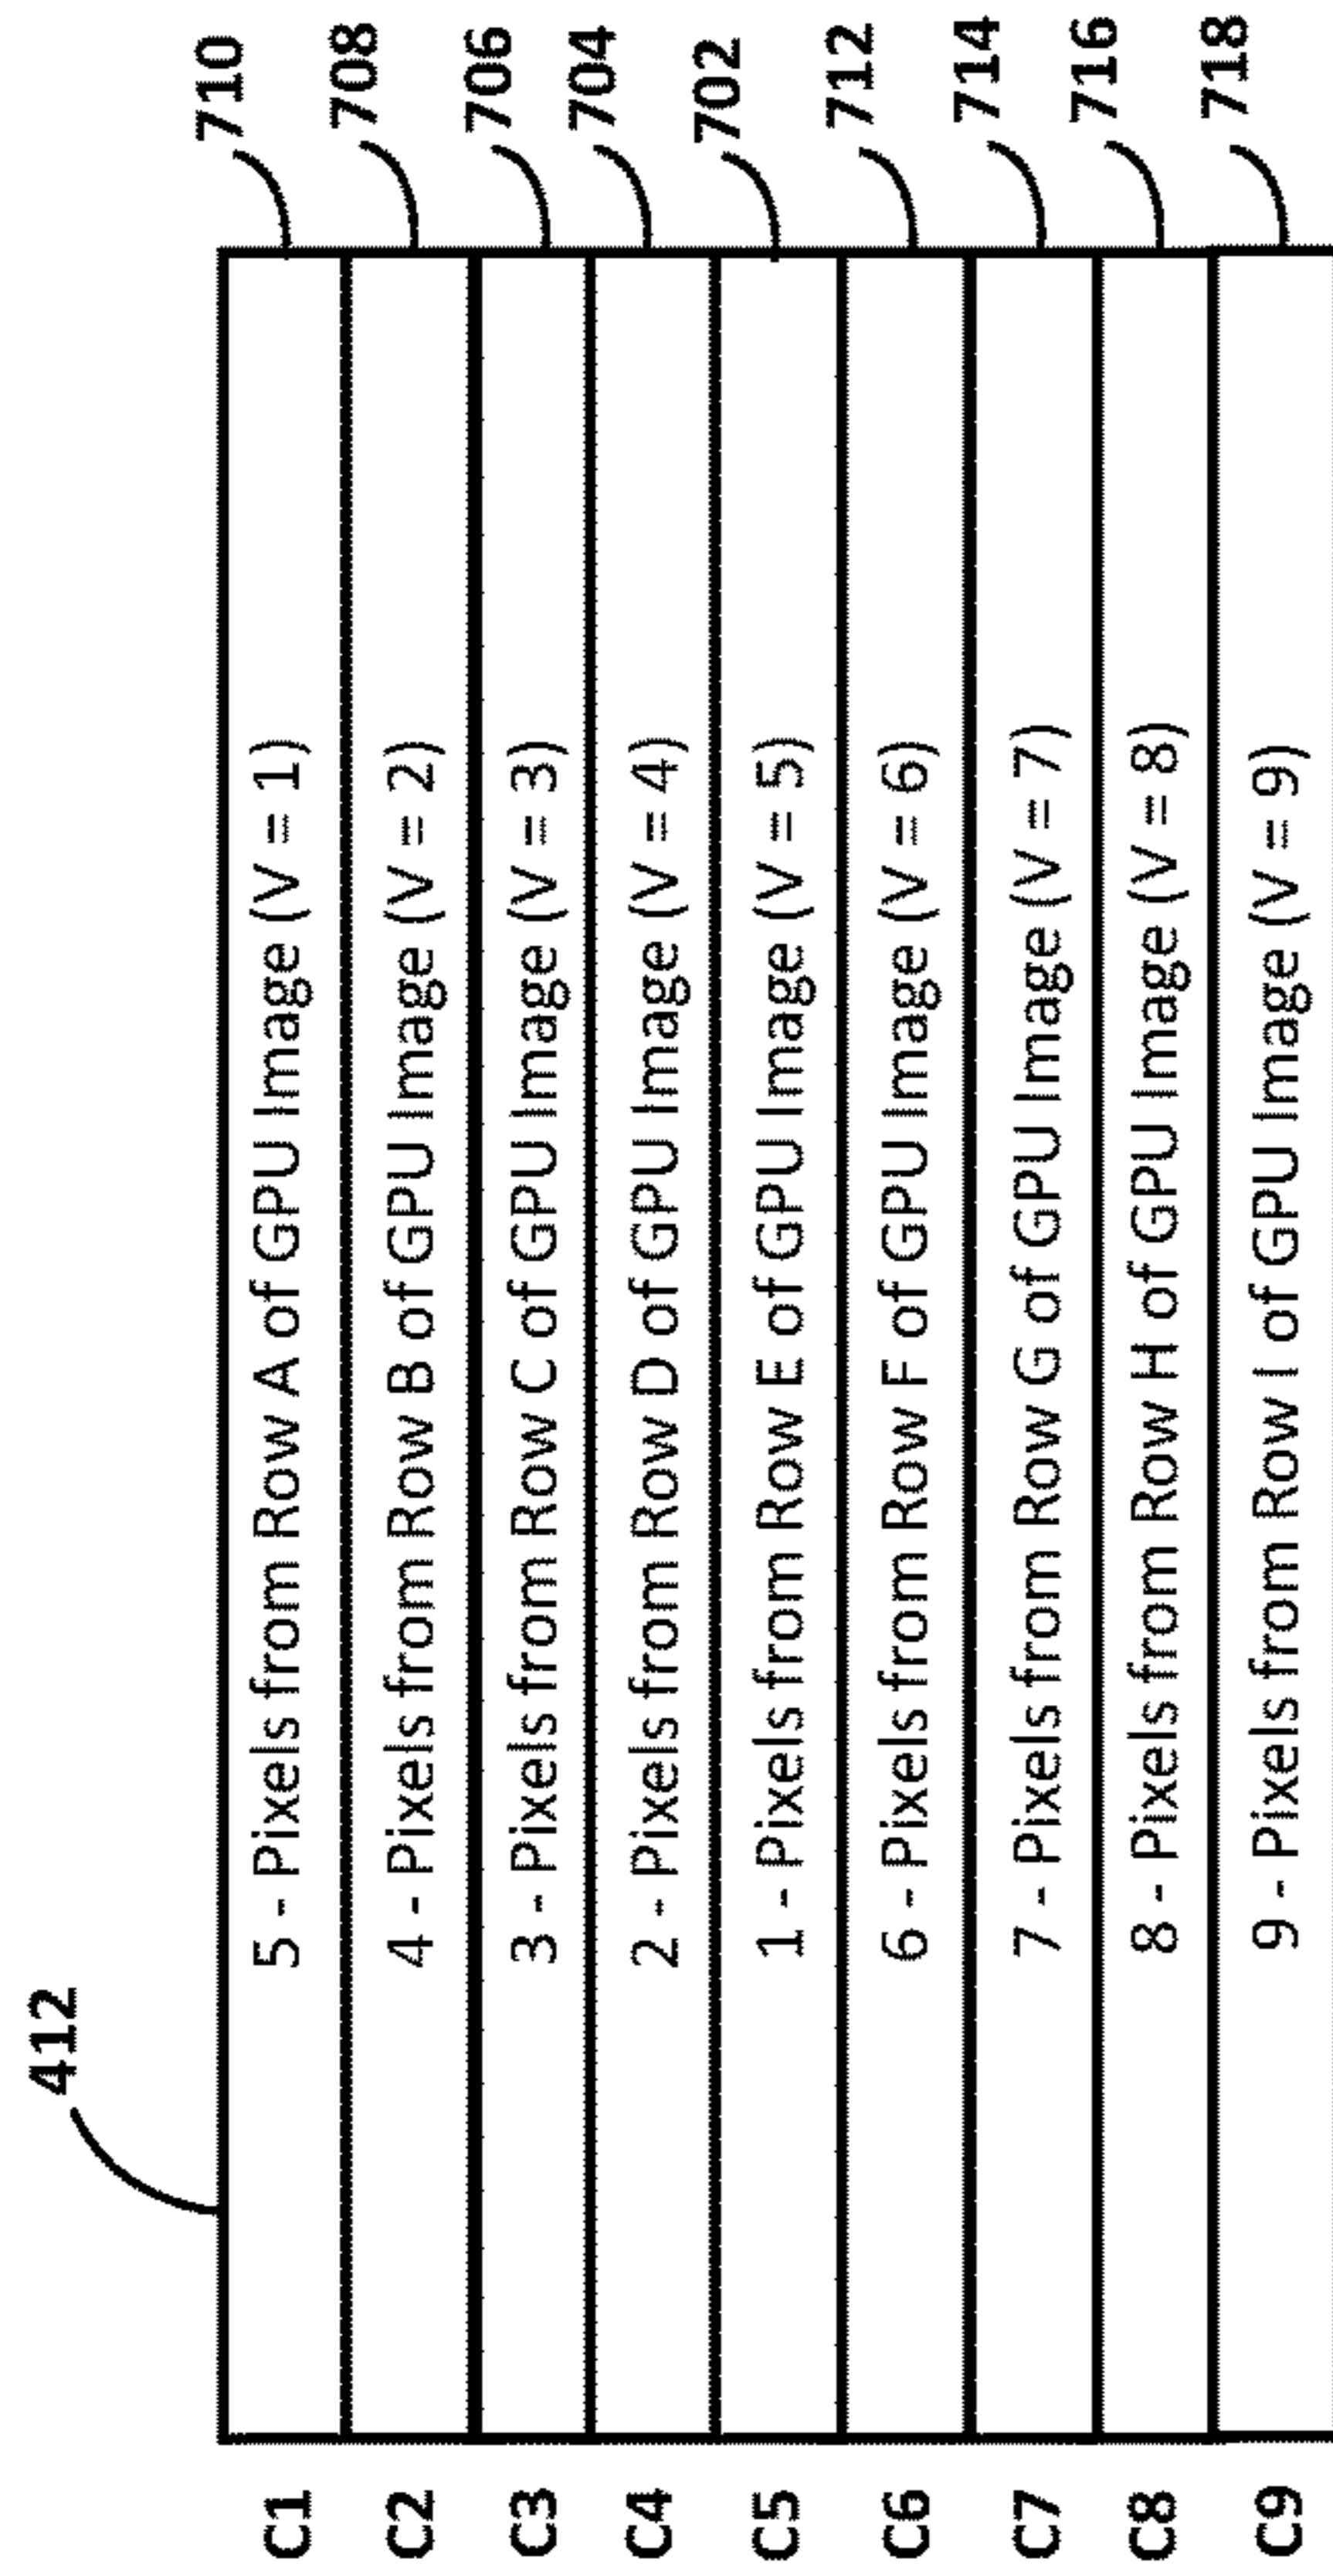 412
C1 5 - Pixels from Row A of GPU Image (V = 1) 710
C2 4 - Pixels from Row B of GPU Image (V = 2) 708
C3 3 - Pixels from Row C of GPU Image (V = 3) 706
C4 2 - Pixels from Row D of GPU Image (V = 4) 704
C5 1 - Pixels from Row E of GPU Image (V = 5) 702
C6 6 - Pixels from Row F of GPU Image (V = 6) 712
C7 7 - Pixels from Row G of GPU Image (V = 7) 714
C8 8 - Pixels from Row H of GPU Image (V = 8) 716
C9 9 - Pixels from Row I of GPU Image (V = 9) 718